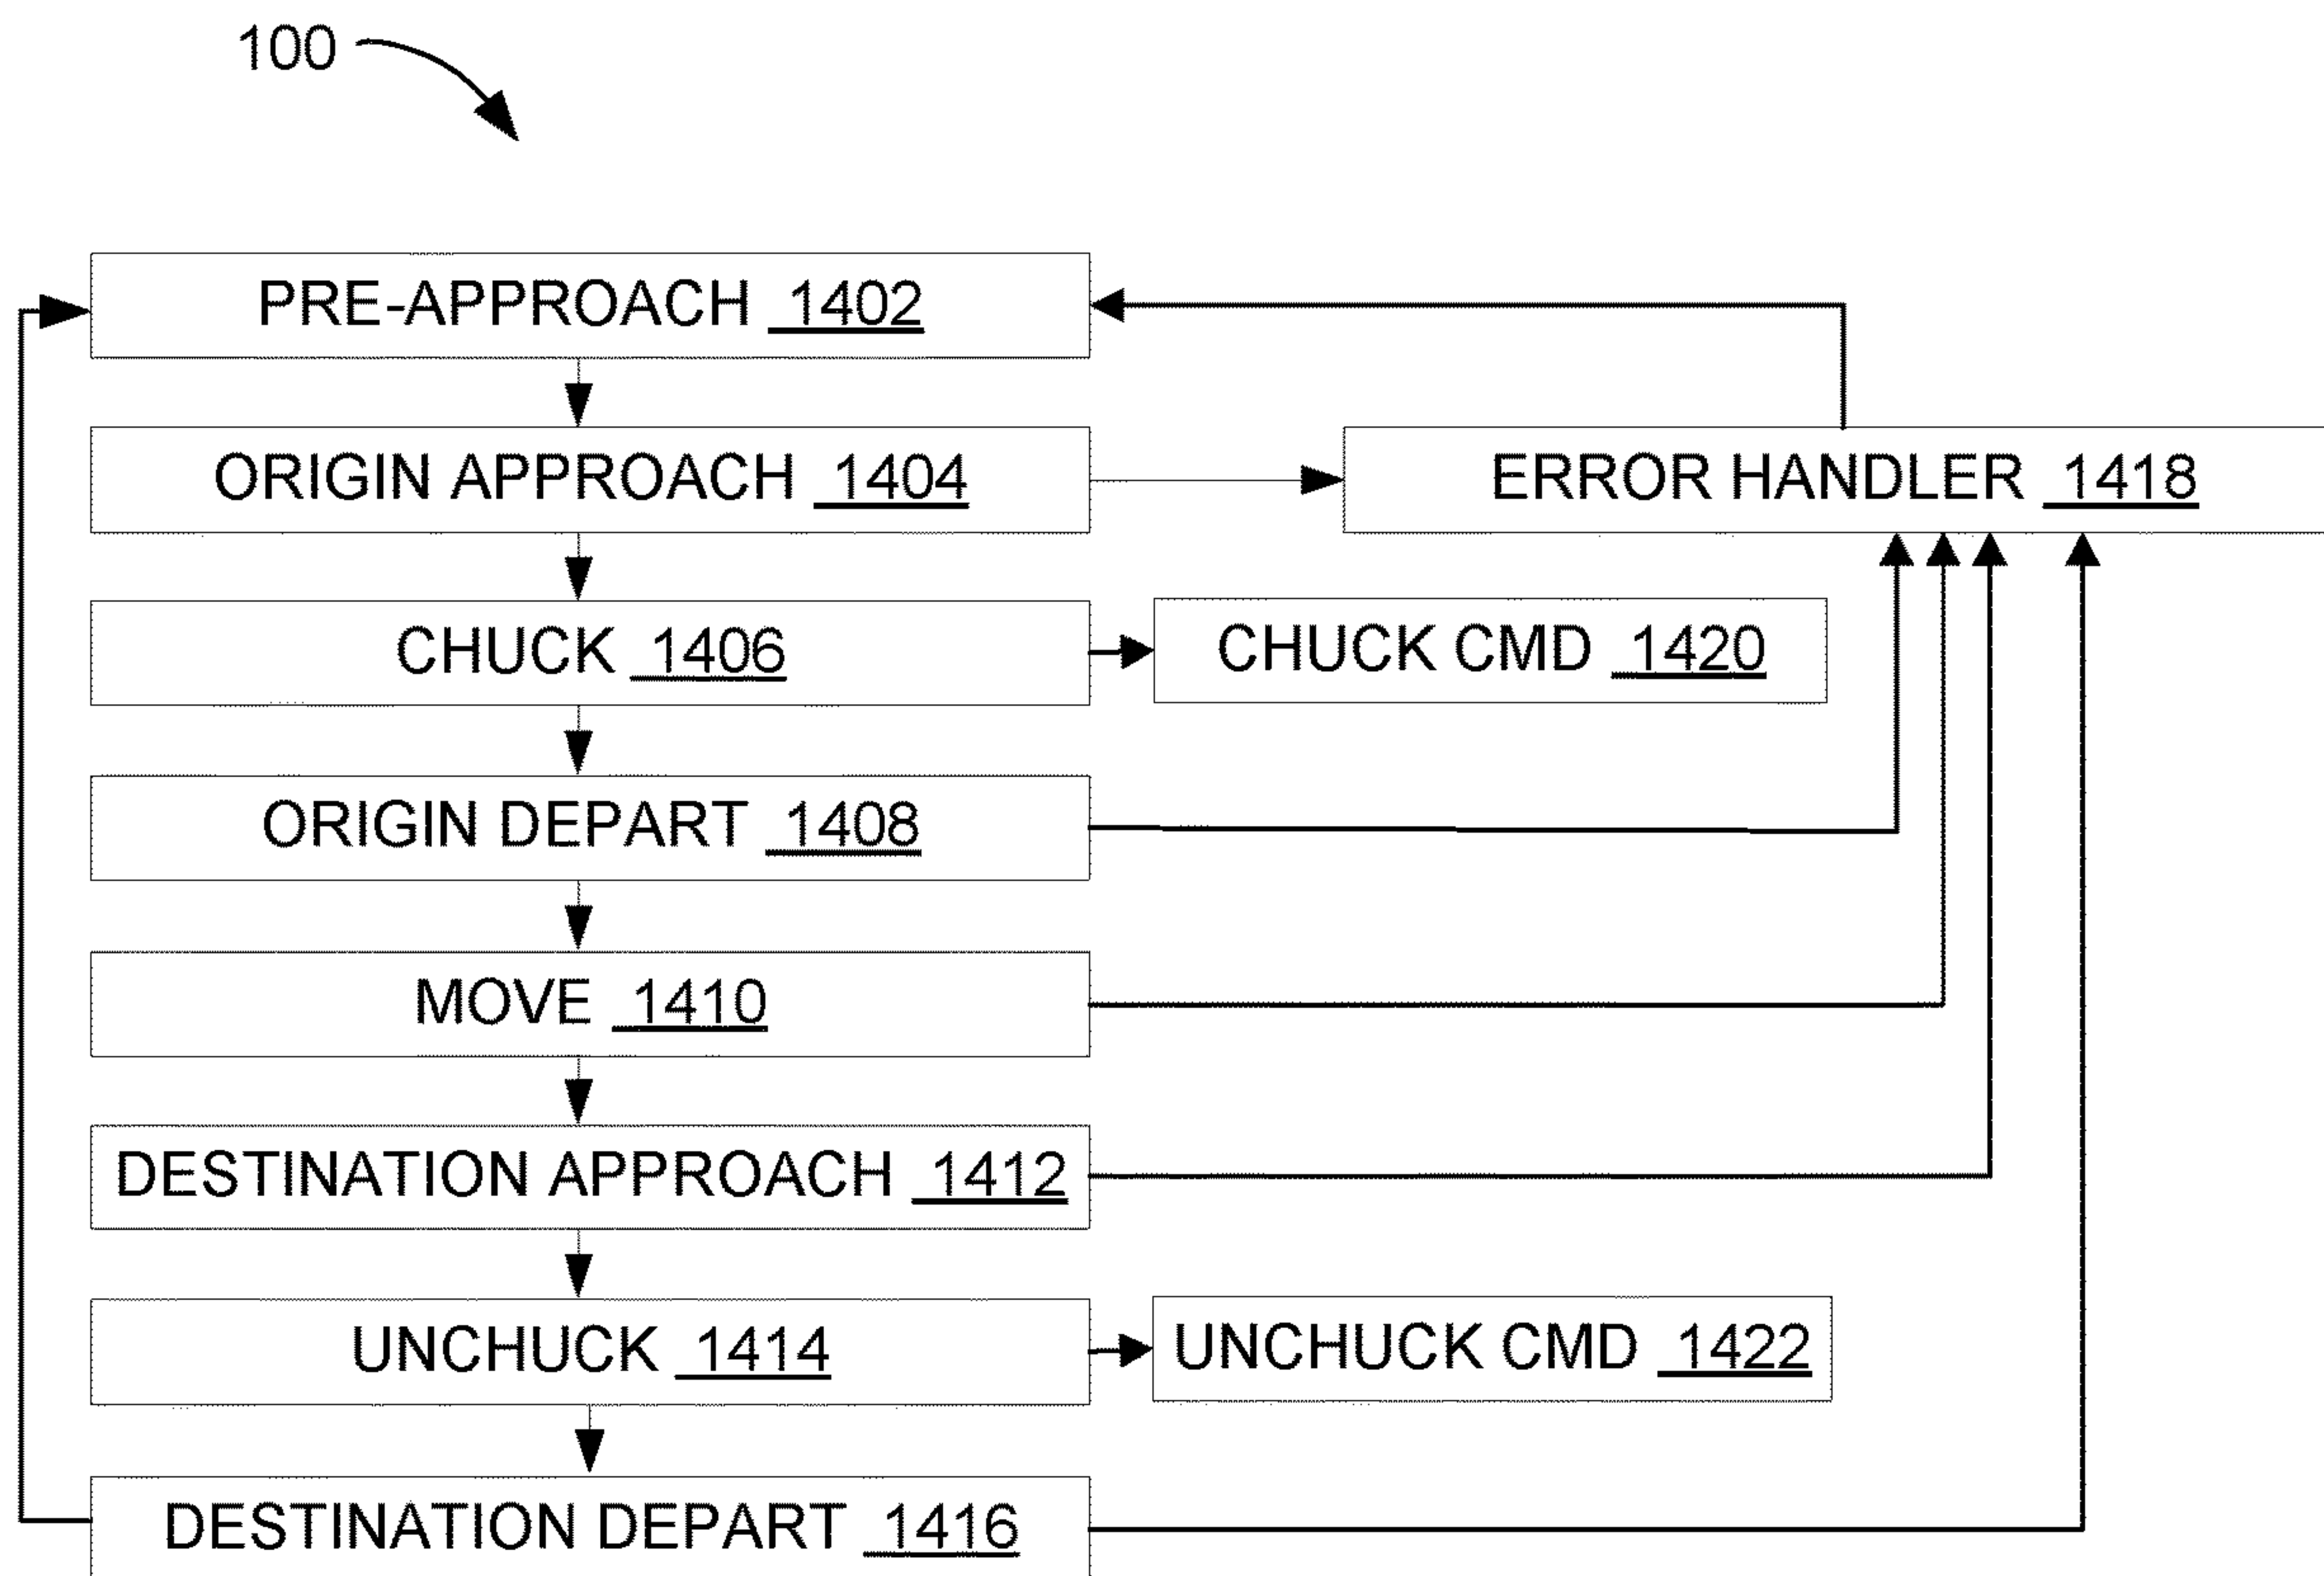 100
PRE-APPROACH 1402
ORIGIN APPROACH 1404
ERROR HANDLER 1418
CHUCK 1406
CHUCK CMD 1420
ORIGIN DEPART 1408
MOVE 1410
DESTINATION APPROACH 1412
UNCHUCK 1414
UNCHUCK CMD 1422
DESTINATION DEPART 1416